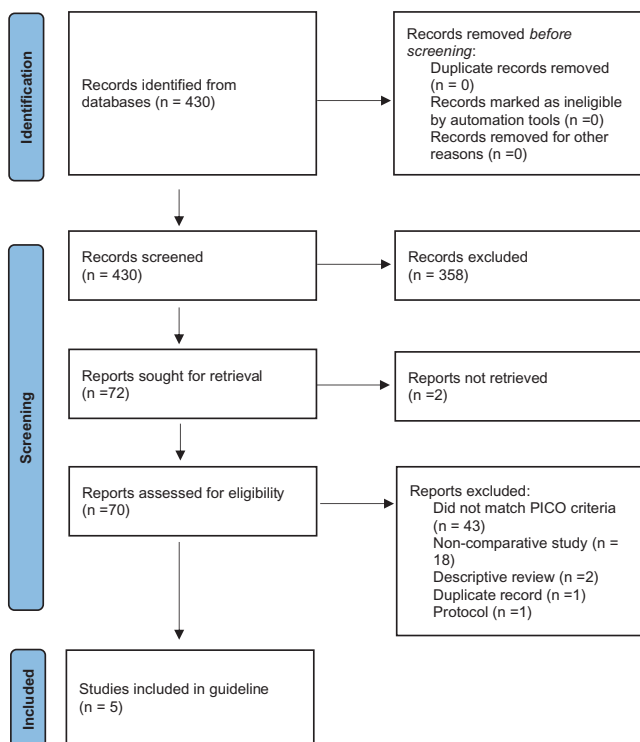 Identification
Records identified from
databases (n = 430)
Records removed before
screening:
Duplicate records removed
(n = 0)
Records marked as ineligible
by automation tools (n =0)
Records removed for other
reasons (n =0)
Screening
Records screened
(n = 430)
Records excluded
(n = 358)
Reports sought for retrieval
(n =72)
Reports not retrieved
(n =2)
Reports assessed for eligibility
(n =70)
Reports excluded:
Did not match PICO criteria
(n = 43)
Non-comparative study (n =
18)
Descriptive review (n =2)
Duplicate record (n =1)
Protocol (n =1)
Included
Studies included in guideline
(n = 5)